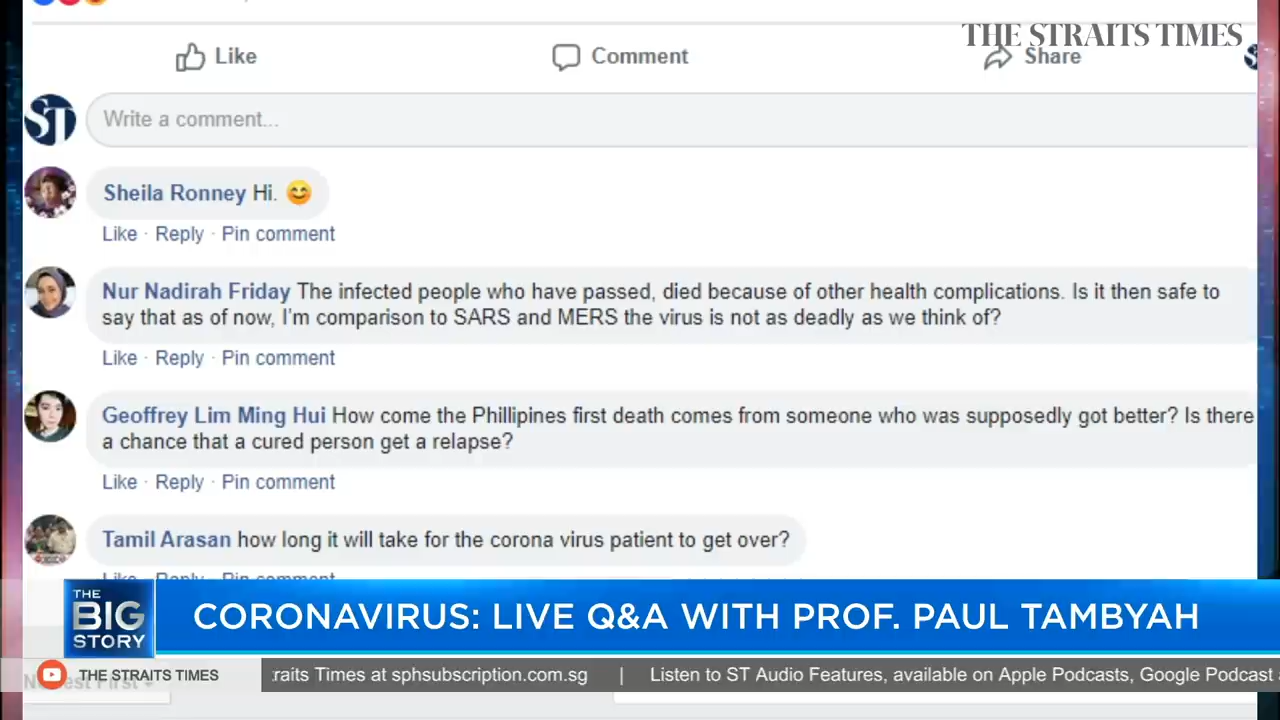 THE STRAITS TIMES
Like
Comment
Share
ST
Write a comment...
Sheila Ronney Hi. 😊
Like · Reply · Pin comment
Nur Nadirah Friday The infected people who have passed, died because of other health complications. Is it then safe to
say that as of now, I'm comparison to SARS and MERS the virus is not as deadly as we think of?
Like · Reply · Pin comment
Geoffrey Lim Ming Hui How come the Phillipines first death comes from someone who was supposedly got better? Is there
a chance that a cured person get a relapse?
Like · Reply · Pin comment
Tamil Arasan how long it will take for the corona virus patient to get over?
Like · Reply · Pin comment
THE
BIG
STORY
CORONAVIRUS: LIVE Q&A WITH PROF. PAUL TAMBYAH
THE STRAITS TIMES
raits Times at sphsubscription.com.sg | Listen to ST Audio Features, available on Apple Podcasts, Google Podcast